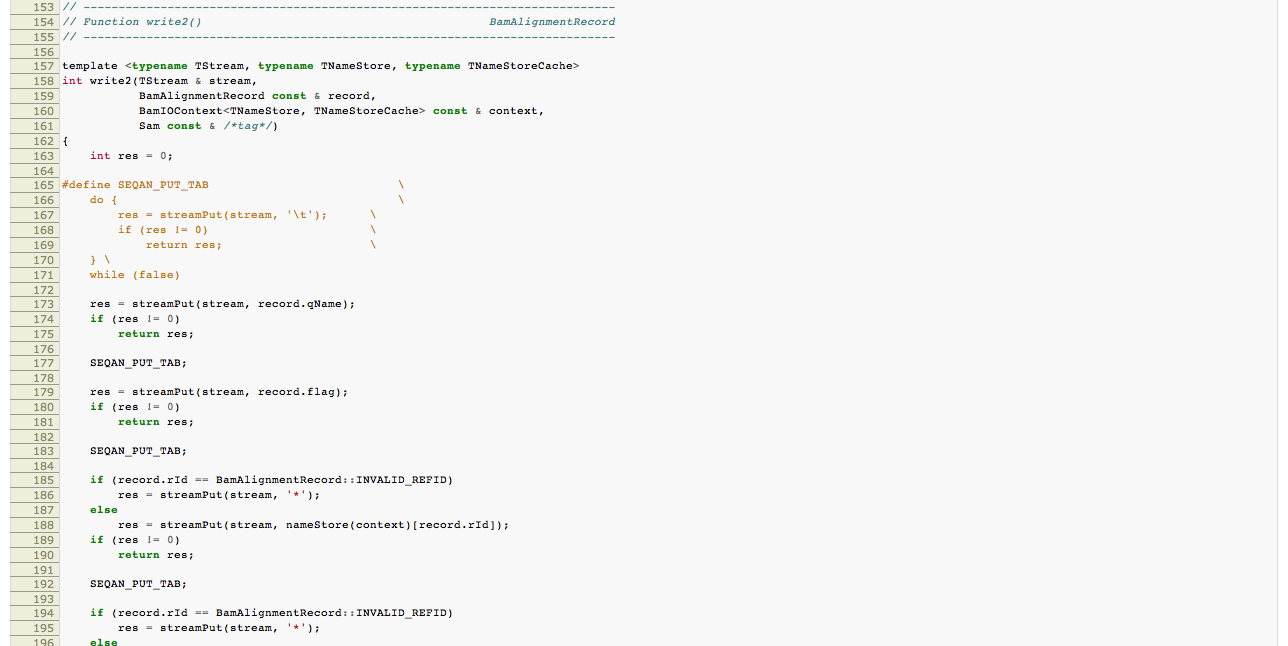 153 // -----------------------------------------------------------------------------
154 // Function write2()                                         BamAlignmentRecord
155 // -----------------------------------------------------------------------------
156
157 template <typename TStream, typename TNameStore, typename TNameStoreCache>
158 int write2(TStream & stream,
159            BamAlignmentRecord const & record,
160            BamIOContext<TNameStore, TNameStoreCache> const & context,
161            Sam const & /*tag*/)
162 {
163     int res = 0;
164
165 #define SEQAN_PUT_TAB                           \
166     do {                                        \
167         res = streamPut(stream, '\t');      \
168         if (res != 0)                       \
169             return res;                     \
170     } \
171     while (false)
172
173     res = streamPut(stream, record.qName);
174     if (res != 0)
175         return res;
176
177     SEQAN_PUT_TAB;
178
179     res = streamPut(stream, record.flag);
180     if (res != 0)
181         return res;
182
183     SEQAN_PUT_TAB;
184
185     if (record.rId == BamAlignmentRecord::INVALID_REFID)
186         res = streamPut(stream, '*');
187     else
188         res = streamPut(stream, nameStore(context)[record.rId]);
189     if (res != 0)
190         return res;
191
192     SEQAN_PUT_TAB;
193
194     if (record.rId == BamAlignmentRecord::INVALID_REFID)
195         res = streamPut(stream, '*');
196     else